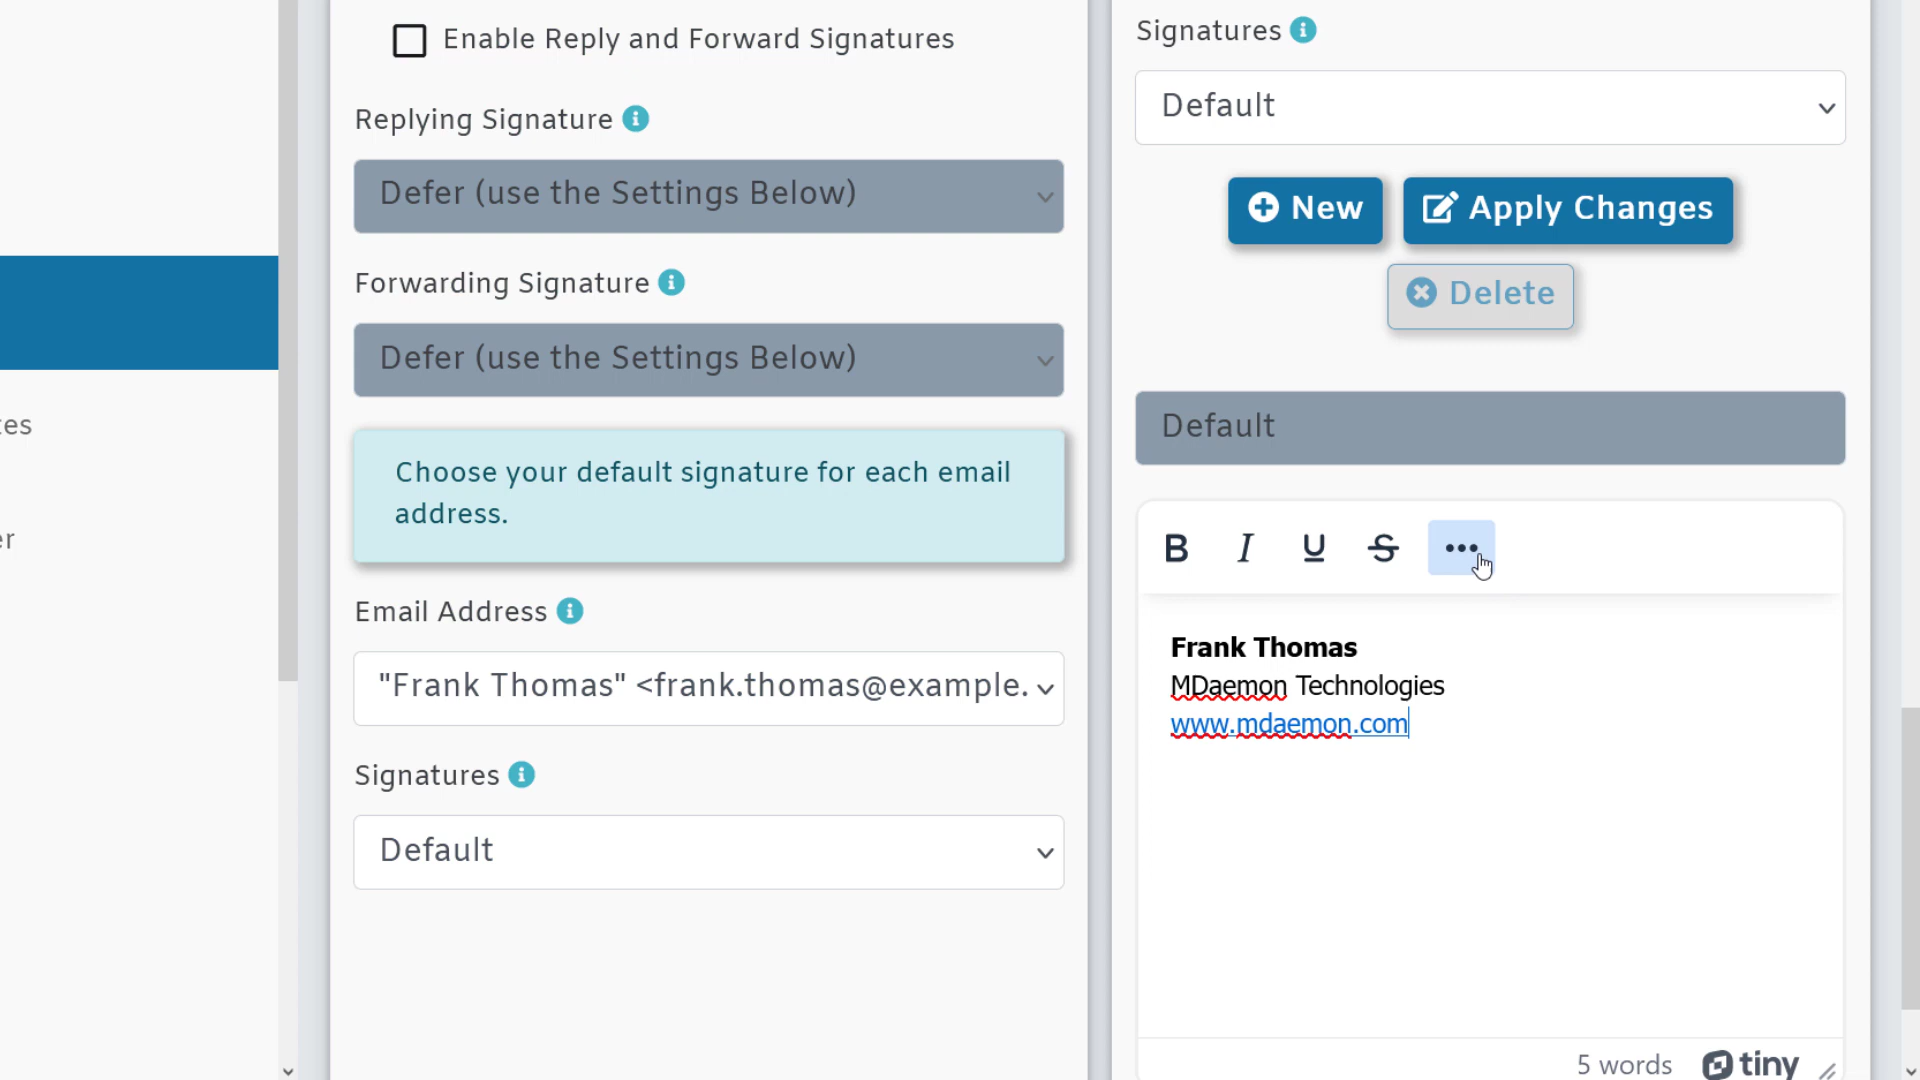 tes
er
Enable Reply and Forward Signatures
Replying Signature
Defer (use the Settings Below)
Forwarding Signature
Defer (use the Settings Below)
Choose your default signature for each email
address.
Email Address
"Frank Thomas" <frank.thomas@example.
Signatures
Default
Signatures
Default
New
Apply Changes
Delete
Default
B I U S
Frank Thomas
MDaemon Technologies
www.mdaemon.com
5 words
tiny